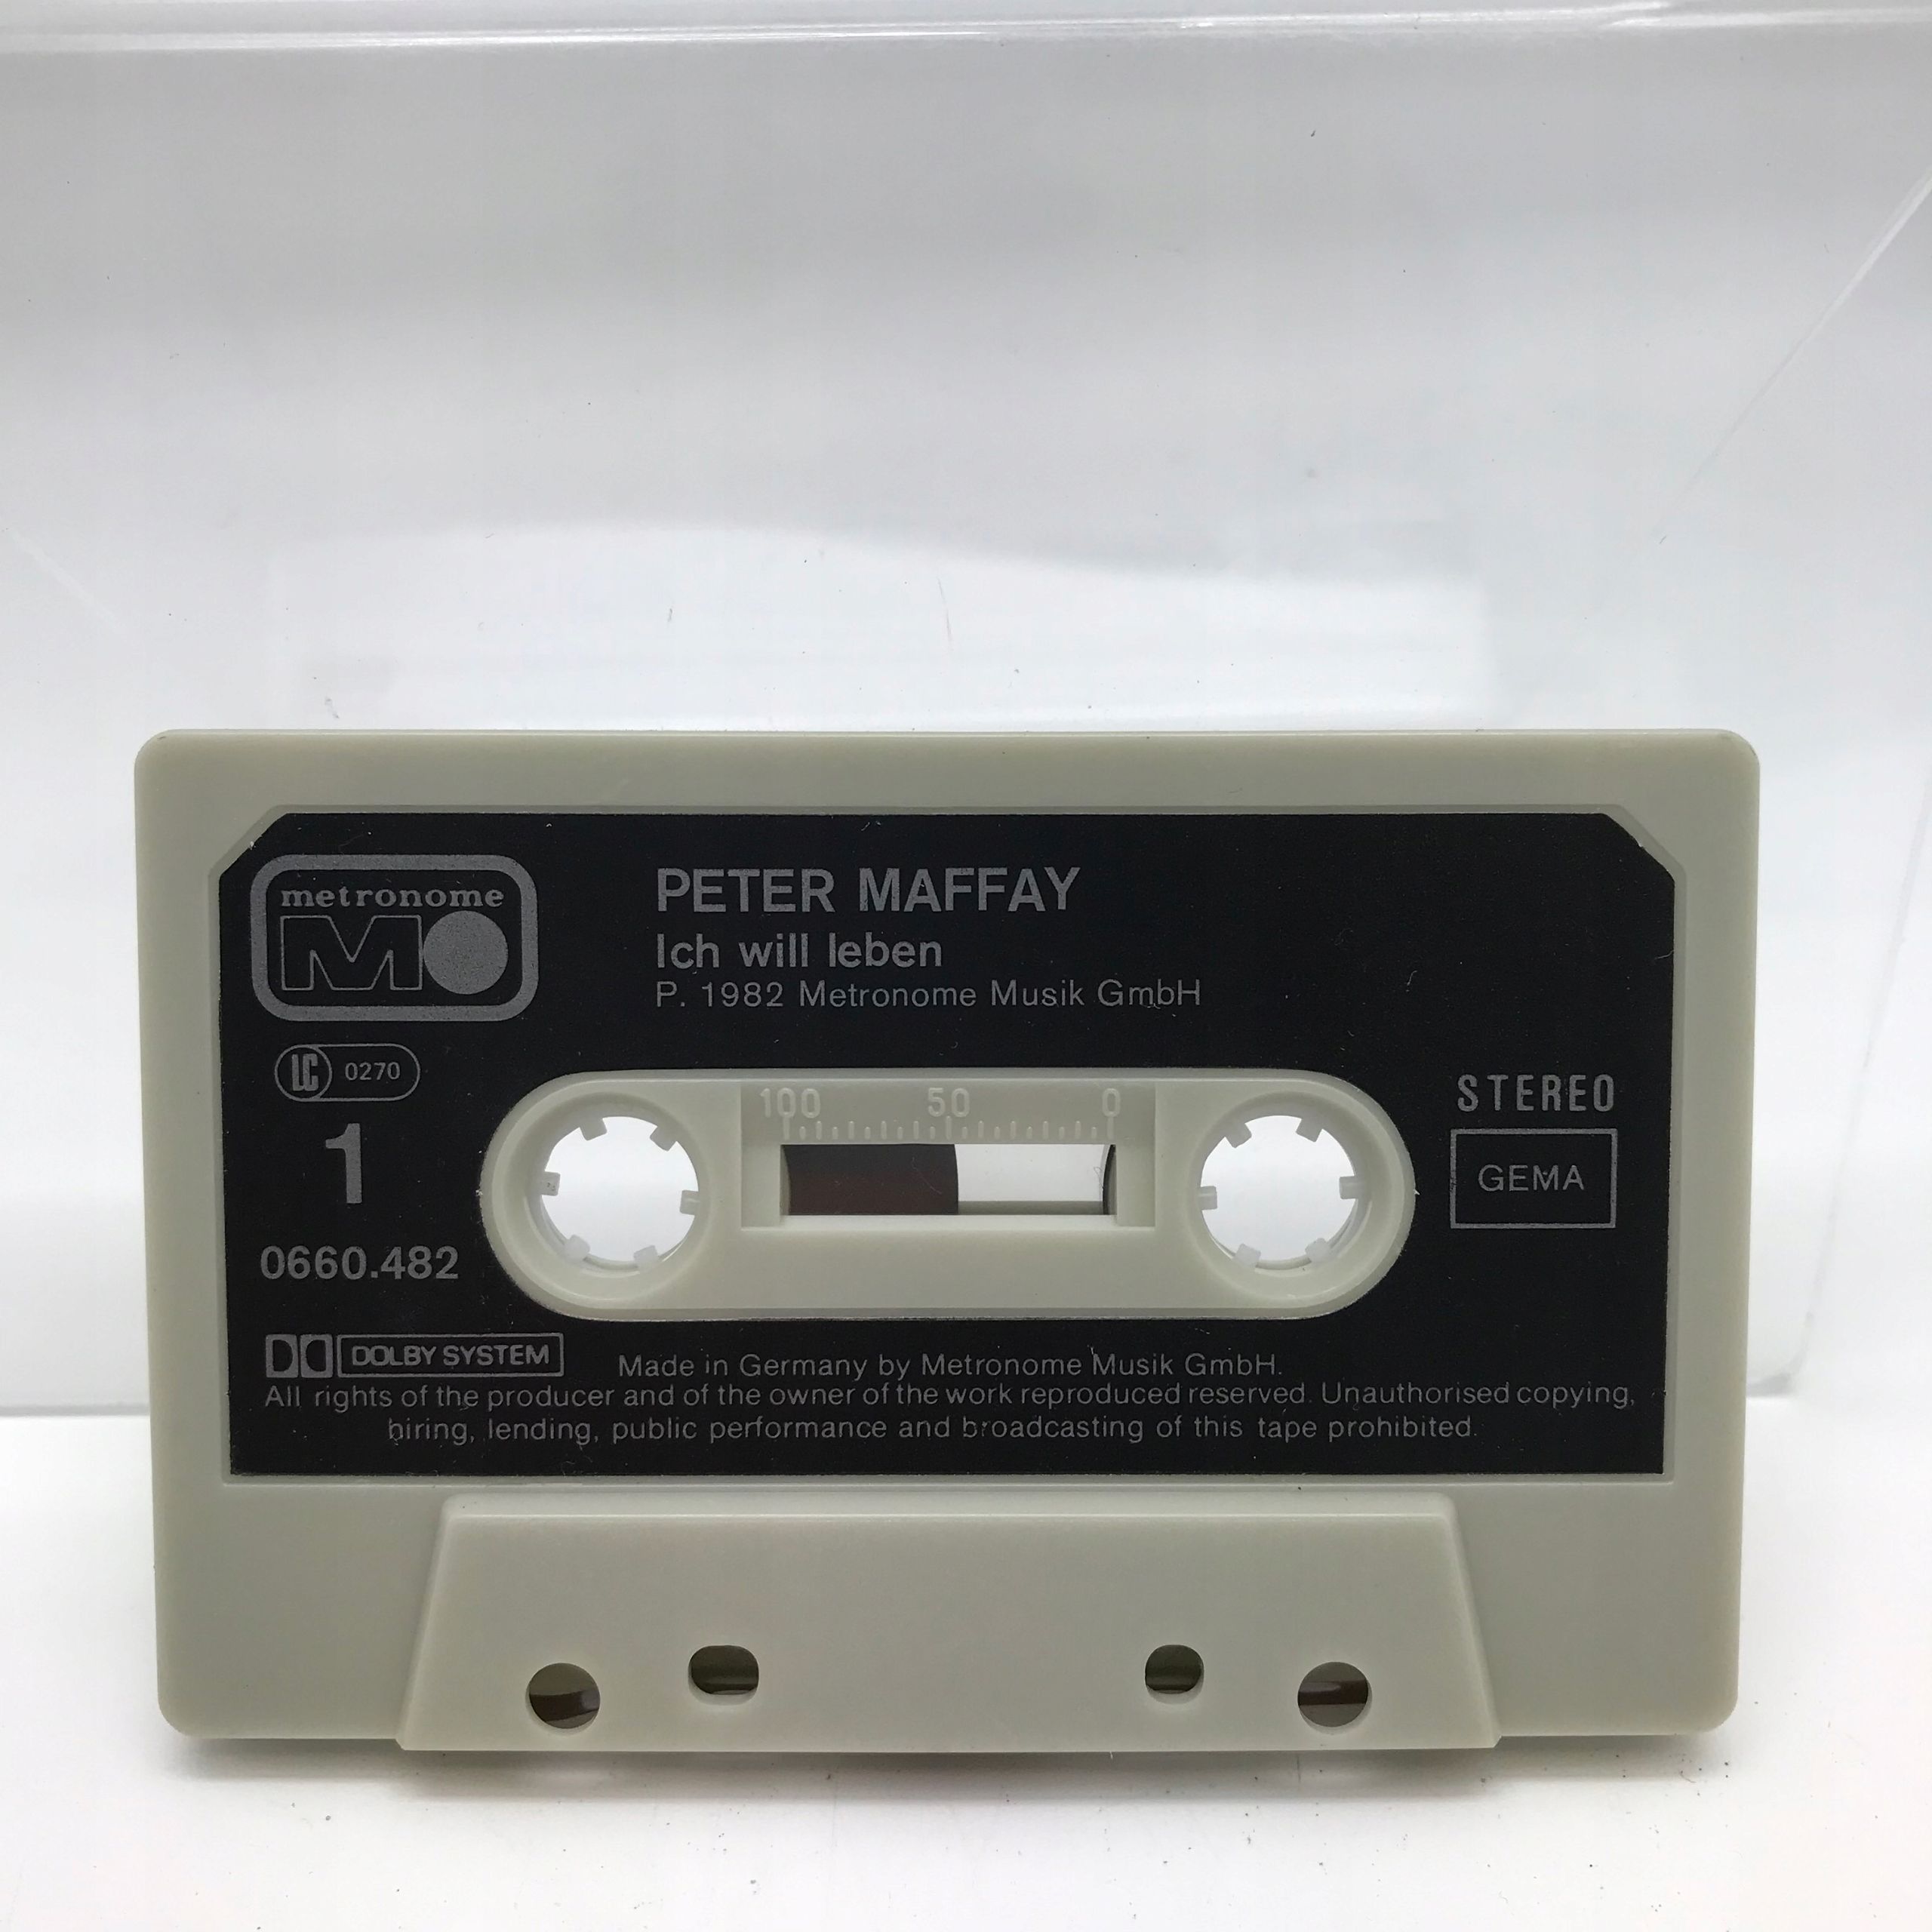 metronome
MO
PETER MAFFAY
Ich will leben
P. 1982 Metronome Musik GmbH
LC 0270
1
0660.482
100 50 0
STEREO
GEMA
DOLBY SYSTEM
Made in Germany by Metronome Musik GmbH.
All rights of the producer and of the owner of the work reproduced reserved. Unauthorised copying,
hiring, lending, public performance and broadcasting of this tape prohibited.